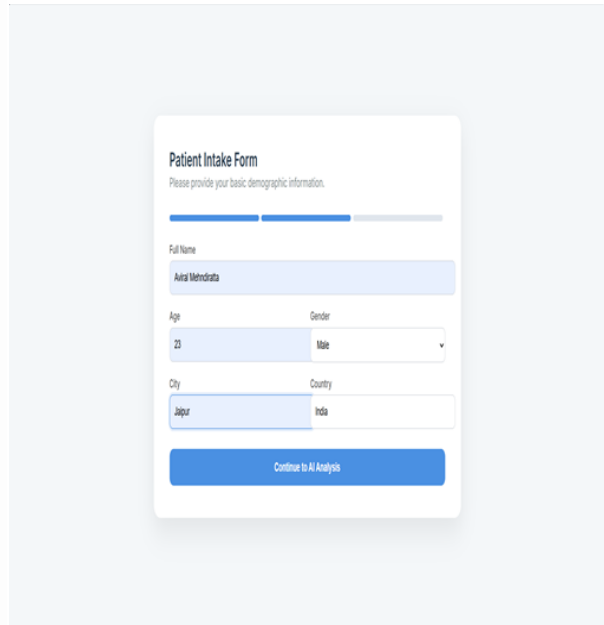 Patient Intake Form
Please provide your basic demographic information.
Full Name
Aviral Mehndiratta
Age Gender
23 Male
City Country
Jaipur India
Continue to AI Analysis